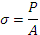 σ = P/A